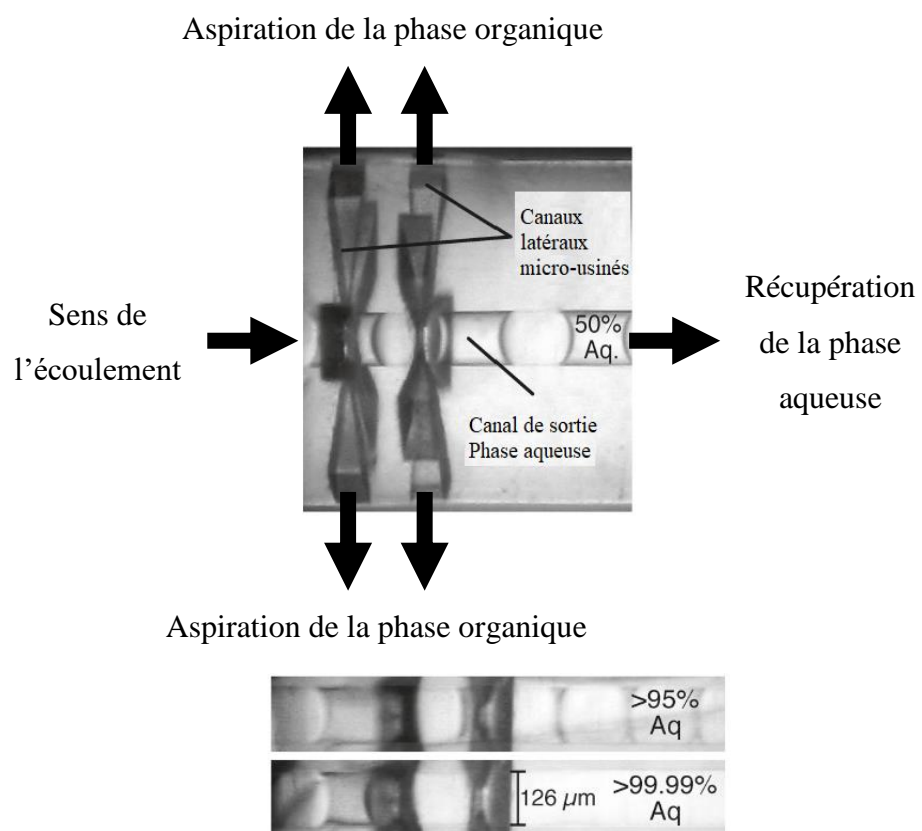 Aspiration de la phase organique
Canaux
latéraux
micro-usinés
Sens de
l'écoulement
50%
Aq.
Récupération
de la phase
aqueuse
Canal de sortie
Phase aqueuse
Aspiration de la phase organique
>95%
Aq
126 µm
>99.99%
Aq